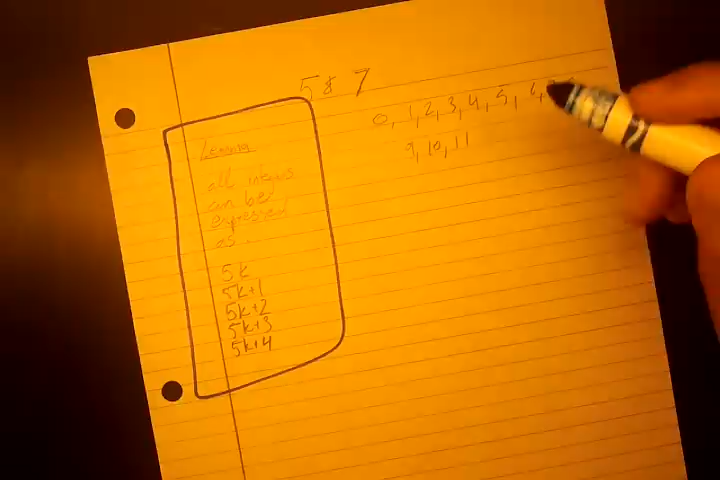 5 & 7
0, 1, 2, 3, 4, 5, 6,
9, 10, 11
Lemma
all integers
can be
expressed
as
5k
5k+1
5k+2
5k+3
5k+4